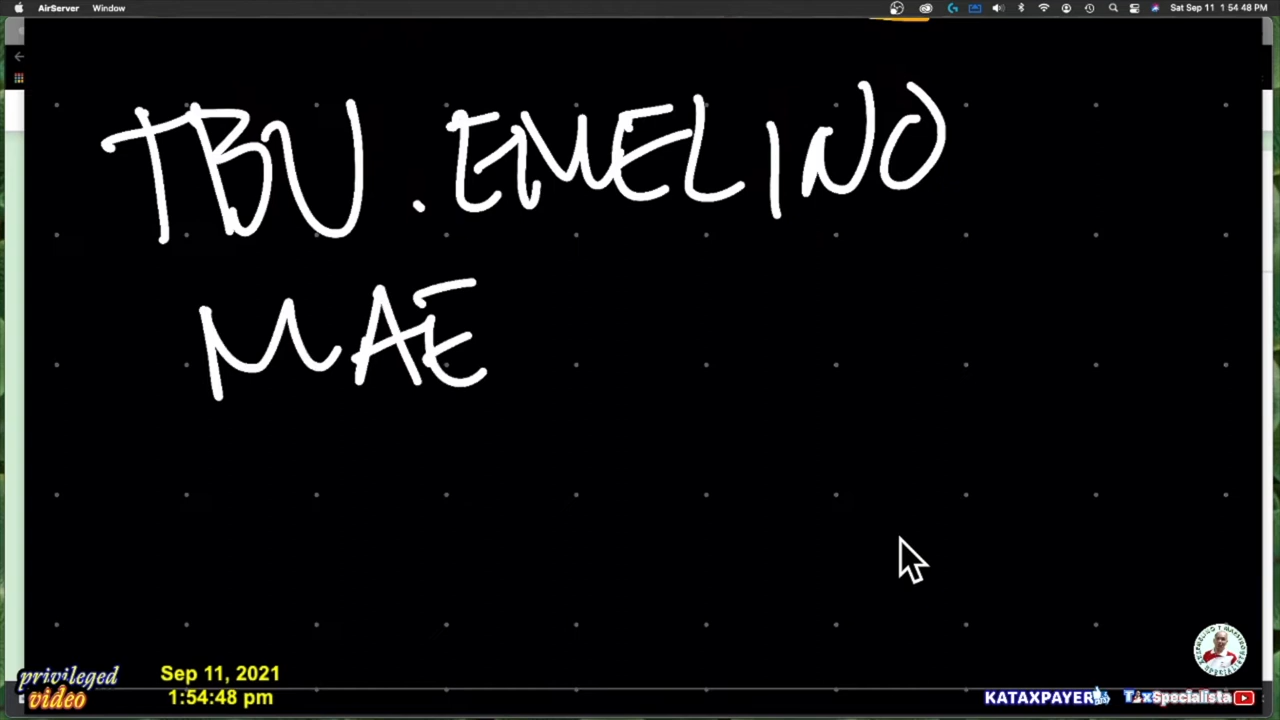 AirServer Window
Sat Sep 11 1 54 48 PM
TBU . EMELINO
MAE
privileged
video
Sep 11, 2021
1:54:48 pm
KATAXPAYER
TaxSpecialista